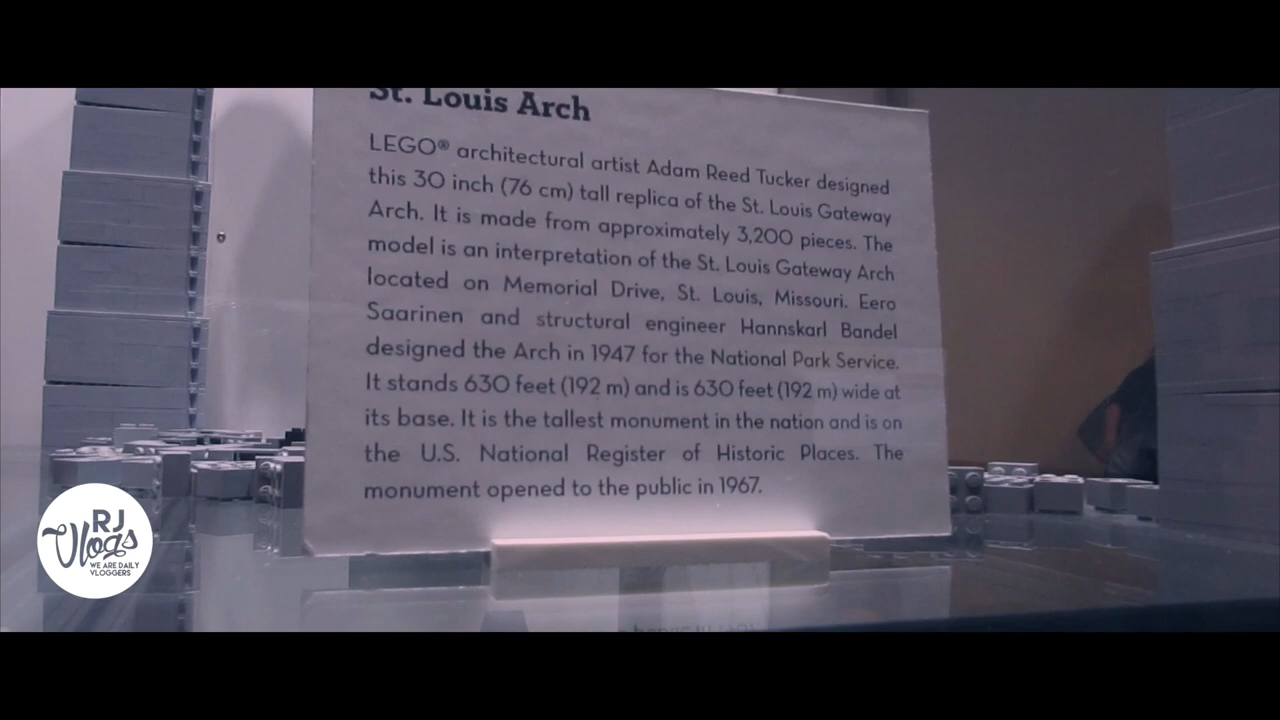 St. Louis Arch
LEGO® architectural artist Adam Reed Tucker designed
this 30 inch (76 cm) tall replica of the St. Louis Gateway
Arch. It is made from approximately 3,200 pieces. The
model is an interpretation of the St. Louis Gateway Arch
located on Memorial Drive, St. Louis, Missouri. Eero
Saarinen and structural engineer Hannskarl Bandel
designed the Arch in 1947 for the National Park Service.
It stands 630 feet (192 m) and is 630 feet (192 m) wide at
its base. It is the tallest monument in the nation and is on
the U.S. National Register of Historic Places. The
monument opened to the public in 1967.
RJ
Vlogs
WE ARE DAILY
VLOGGERS